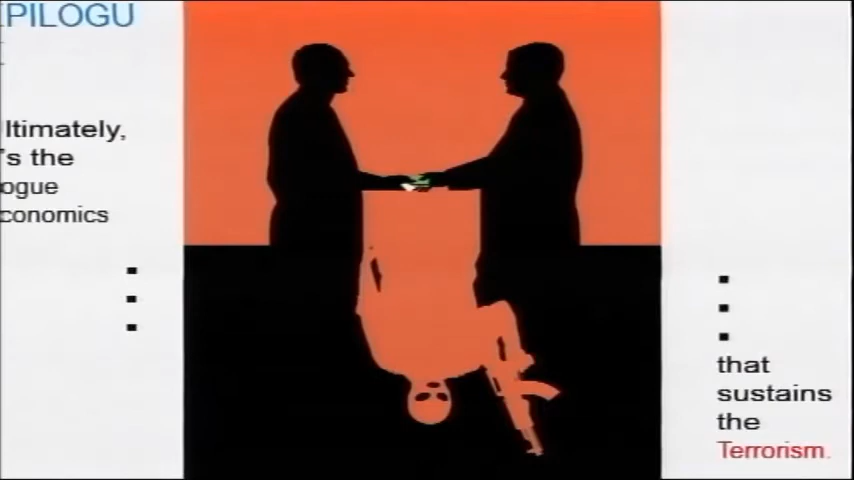 PILOGU
ltimately,
's the
ogue
conomics
that
sustains
the
Terrorism.